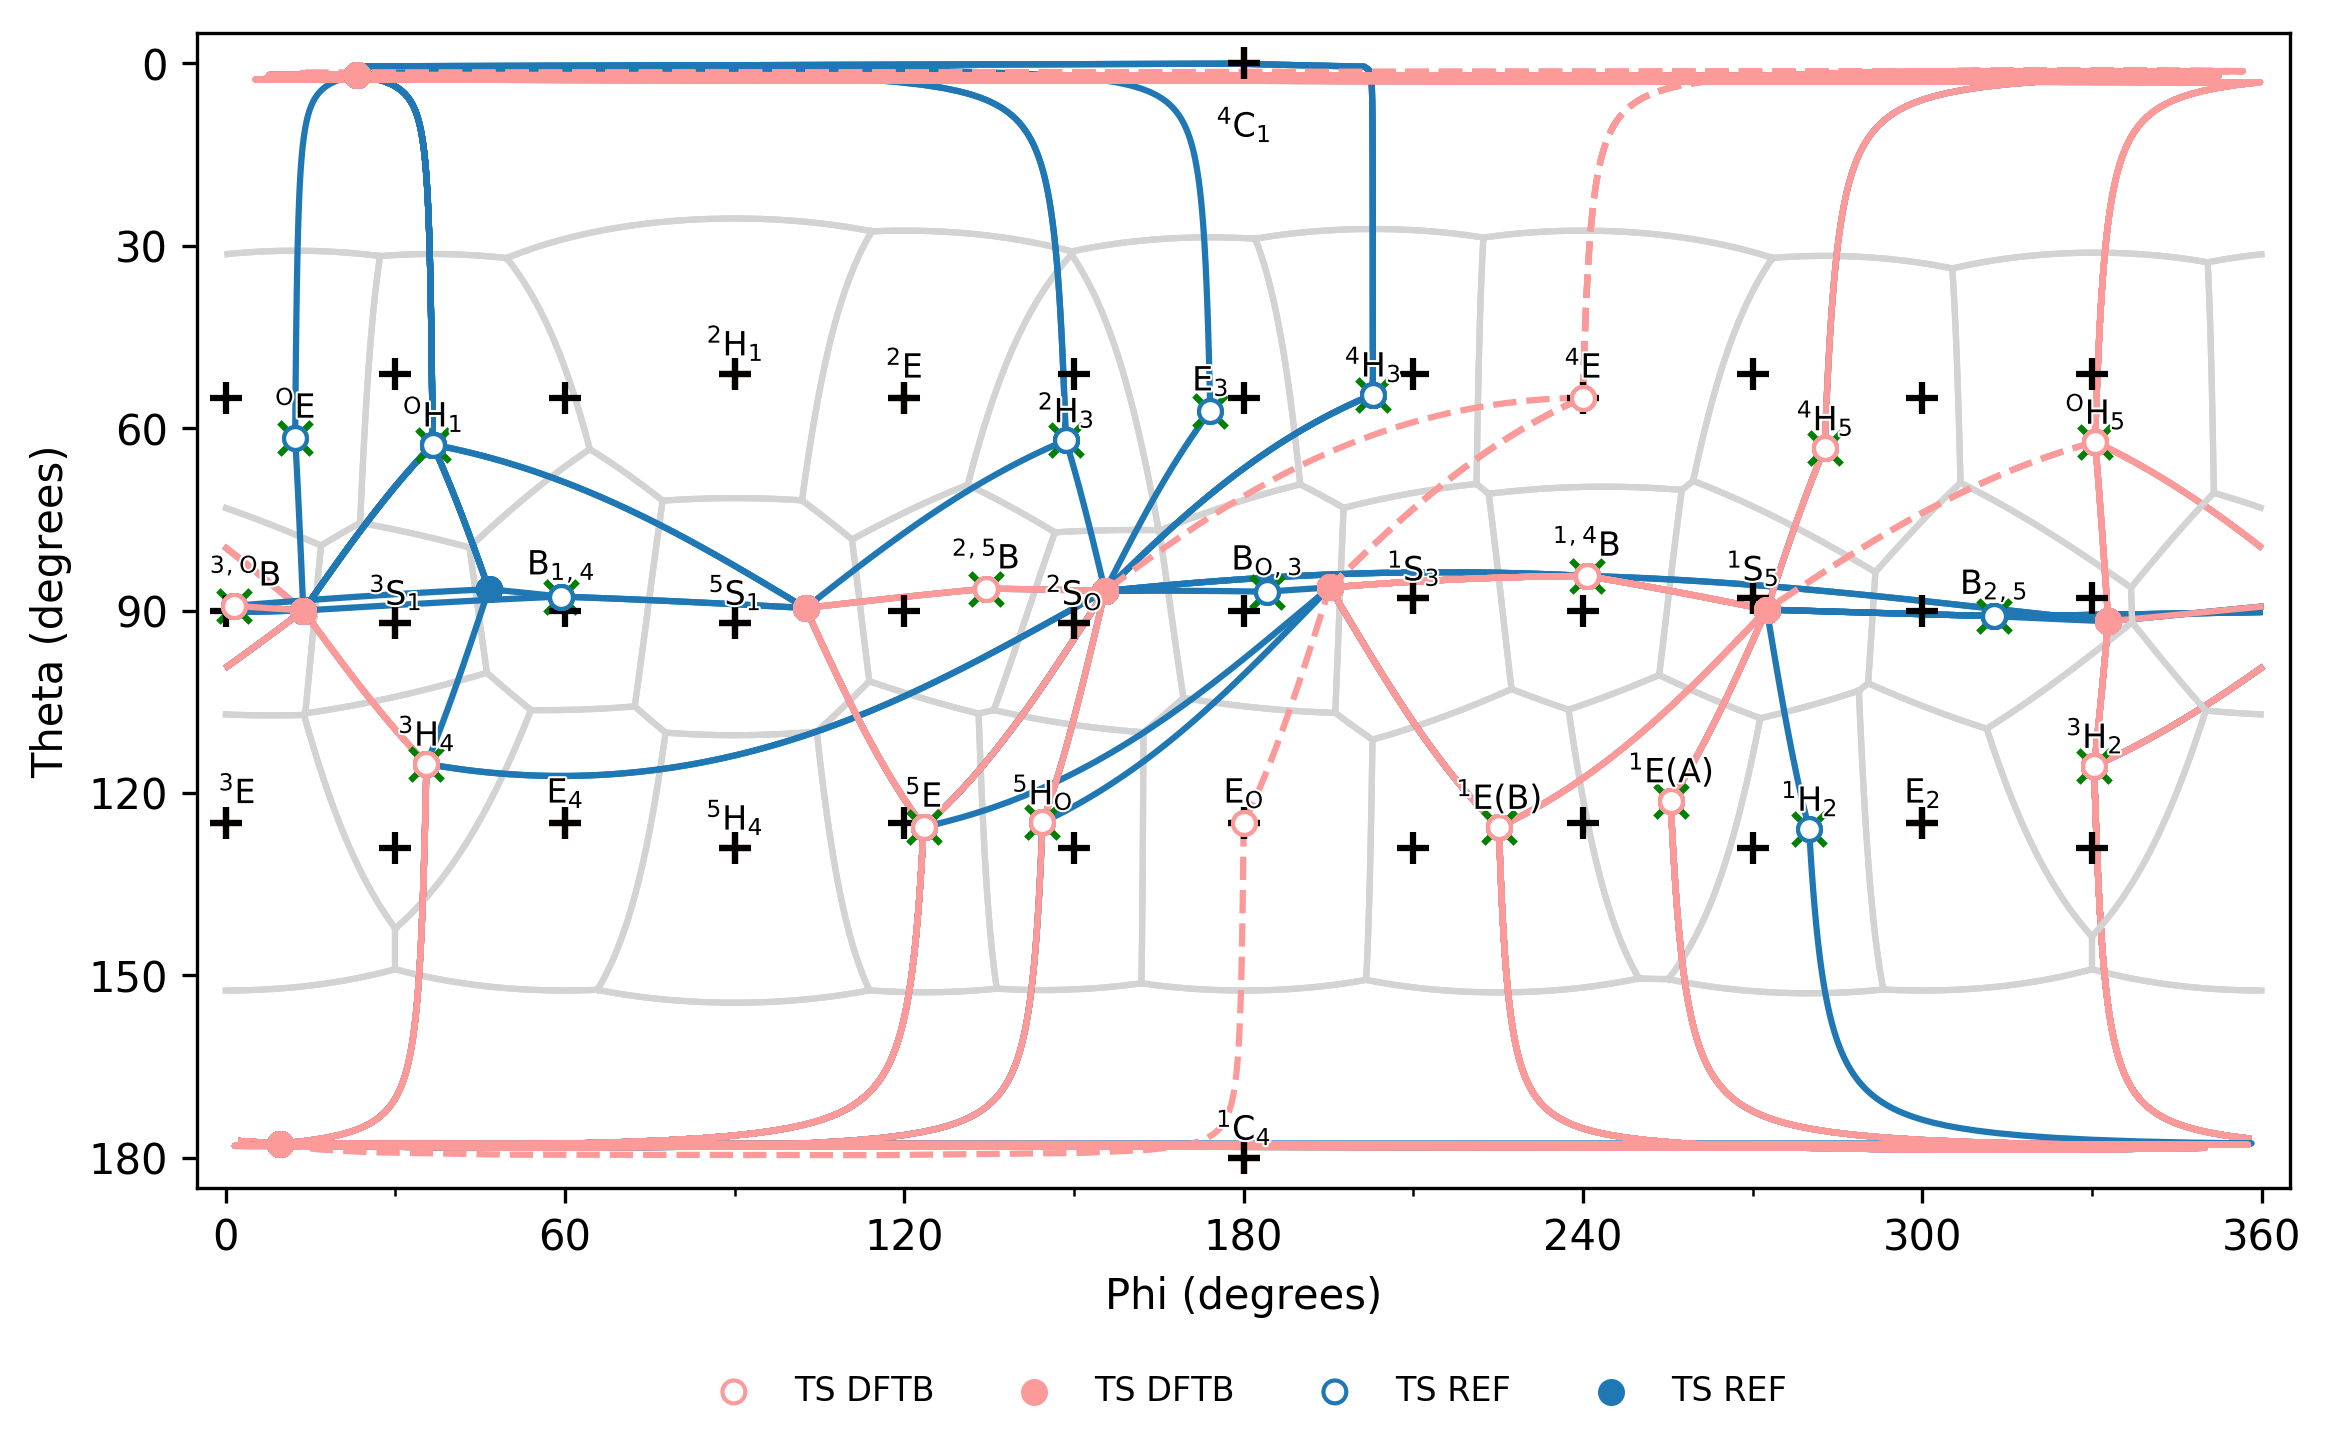 0
⁴C₁
30
²H₁
²E
E₃
⁴H₃
⁴E
ᴼE
ᴼH₁
²H₃
⁴H₅
ᴼH₅
60
³,ᴼB
³S₁
B₁,₄
⁵S₁
²,⁵B
²Sₒ
Bₒ,₃
¹S₃
¹,⁴B
¹S₅
B₂,₅
90
³H₄
³H₂
³E
E₄
⁵H₄
⁵E
⁵Hₒ
Eₒ
¹E(B)
¹E(A)
¹H₂
E₂
120
150
¹C₄
180
Theta (degrees)
0 60 120 180 240 300 360
Phi (degrees)
TS DFTB TS DFTB TS REF TS REF